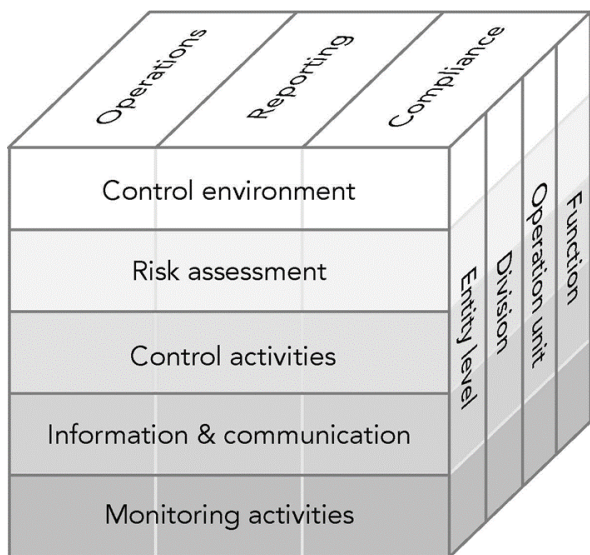 Operations
Reporting
Compliance
Control environment
Risk assessment
Control activities
Information & communication
Monitoring activities
Entity level
Division
Operation unit
Function